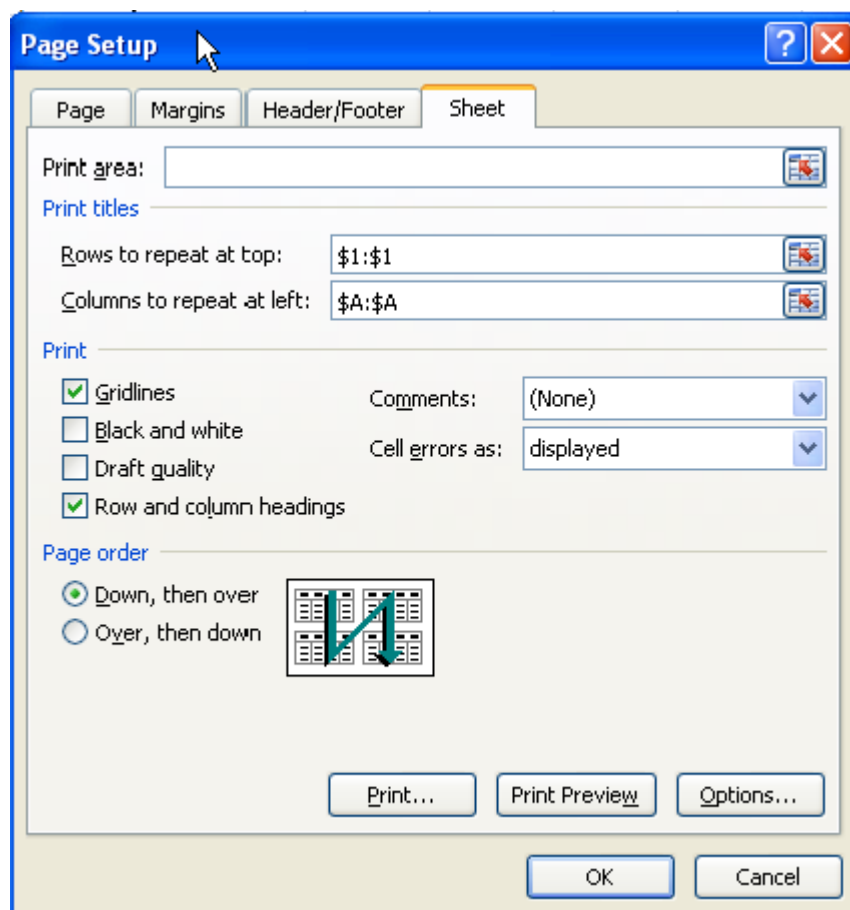 Page Setup
Page Margins Header/Footer Sheet
Print area:
Print titles
Rows to repeat at top: $1:$1
Columns to repeat at left: $A:$A
Print
Gridlines
Comments: (None)
Black and white
Cell errors as: displayed
Draft quality
Row and column headings
Page order
Down, then over
Over, then down
Print... Print Preview Options...
OK Cancel